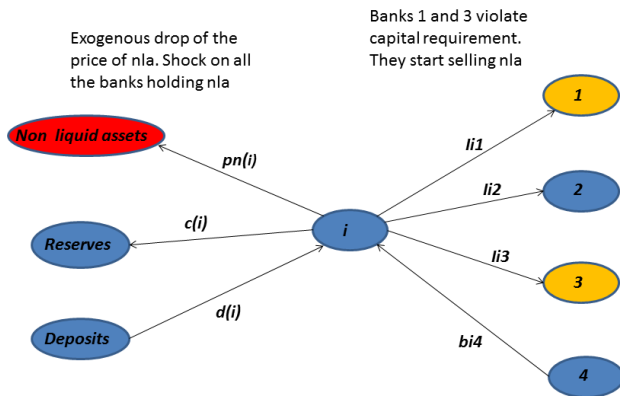 Exogenous drop of the
price of nla. Shock on all
the banks holding nla
Banks 1 and 3 violate
capital requirement.
They start selling nla
1
Non liquid assets
li1
pn(i)
2
li2
c(i)
Reserves
i
li3
3
d(i)
Deposits
bi4
4